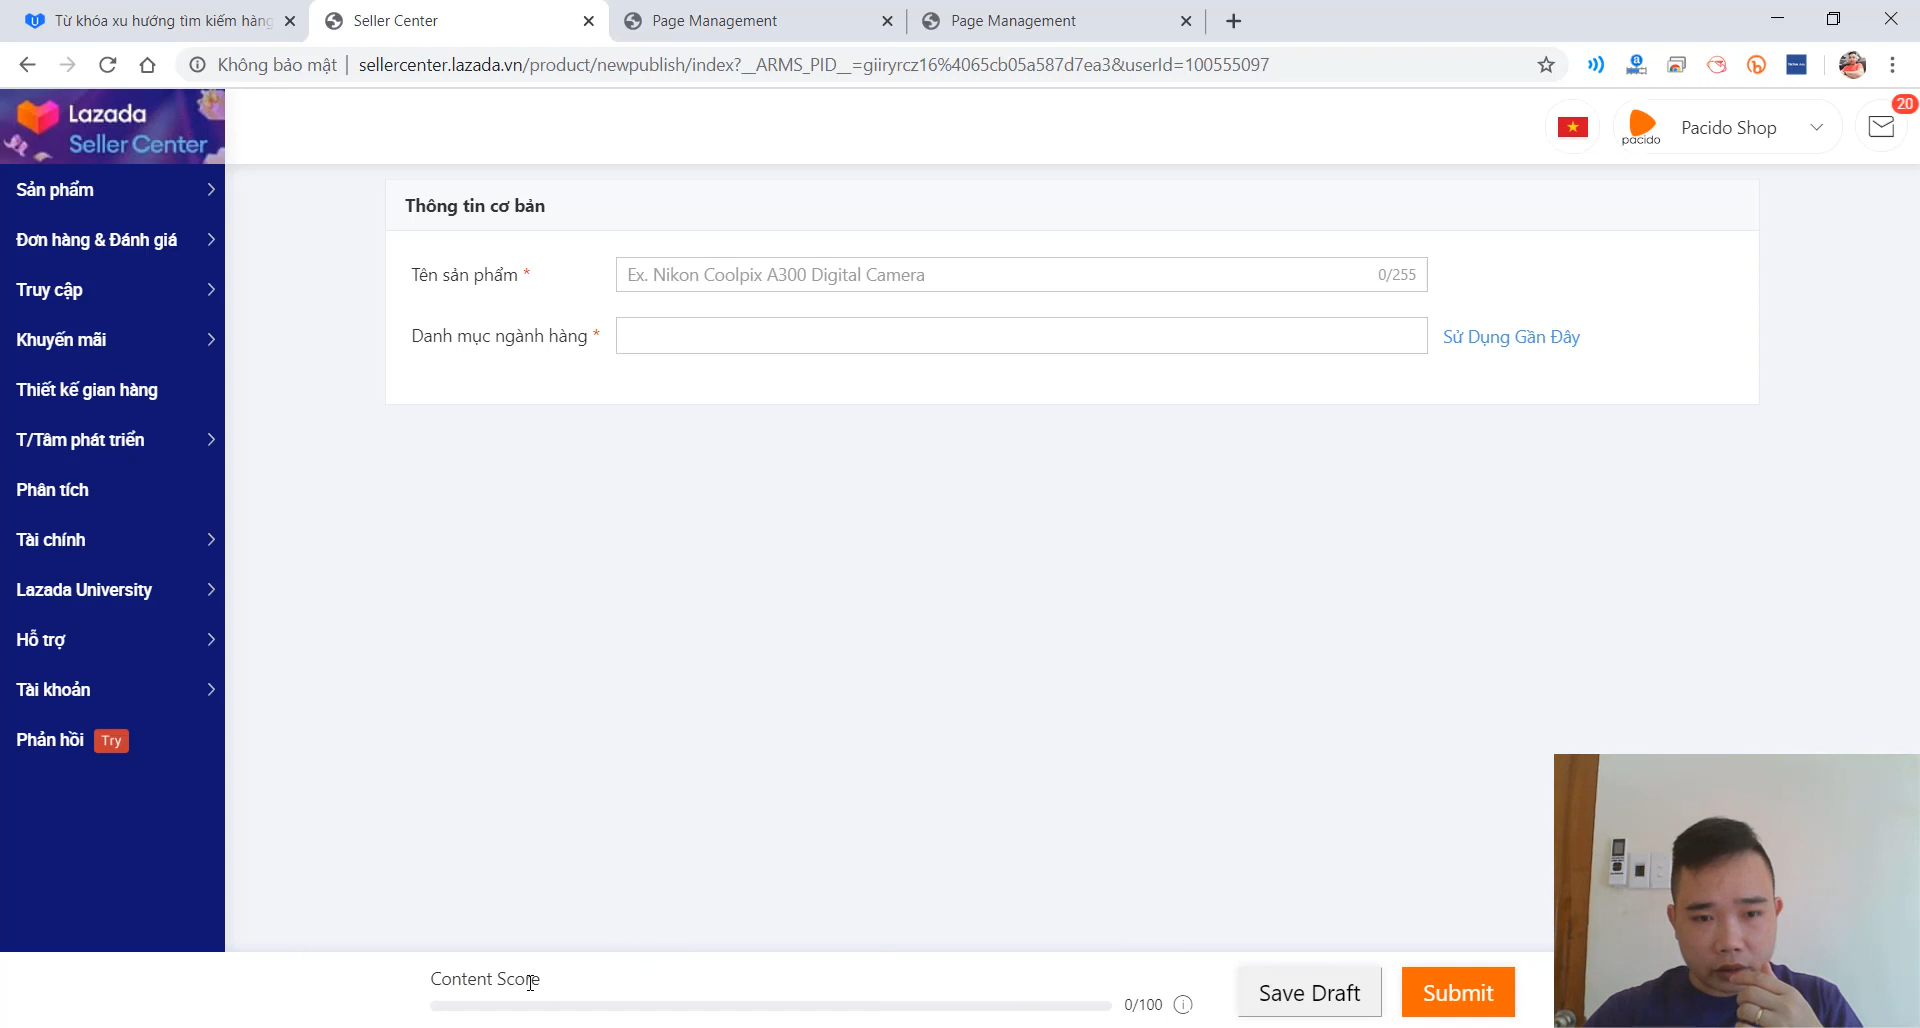 Từ khóa xu hướng tìm kiếm hàng
Seller Center
Page Management
Page Management
Không bảo mật
sellercenter.lazada.vn/product/newpublish/index?__ARMS_PID__=giiryrcz16%4065cb05a587d7ea3&userId=100555097
Lazada
Seller Center
pacido
Pacido Shop
20
Sản phẩm
Đơn hàng & Đánh giá
Truy cập
Khuyến mãi
Thiết kế gian hàng
T/Tâm phát triển
Phân tích
Tài chính
Lazada University
Hỗ trợ
Tài khoản
Phản hồi Try
Thông tin cơ bản
Tên sản phẩm *
Ex. Nikon Coolpix A300 Digital Camera
0/255
Danh mục ngành hàng *
Sử Dụng Gần Đây
Content Score
0/100
Save Draft
Submit